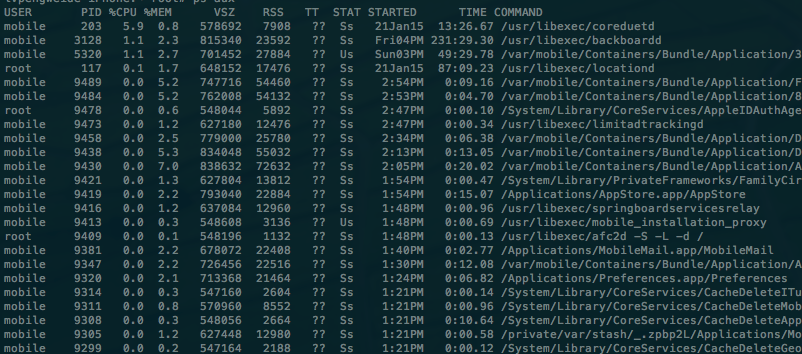 root# ps aux
USER PID %CPU %MEM VSZ RSS TT STAT STARTED TIME COMMAND
mobile 203 5.9 0.8 578692 7908 ?? Ss 21Jan15 13:26.67 /usr/libexec/coreduetd
mobile 3128 1.1 2.3 815340 23592 ?? Ss Fri04PM 231:29.30 /usr/libexec/backboardd
mobile 5320 1.1 2.7 701452 27884 ?? Us Sun03PM 49:29.78 /var/mobile/Containers/Bundle/Application/3
root 117 0.1 1.7 648152 17476 ?? Ss 21Jan15 87:09.23 /usr/libexec/locationd
mobile 9489 0.0 5.2 747716 54460 ?? Ss 2:54PM 0:09.16 /var/mobile/Containers/Bundle/Application/F
mobile 9484 0.0 5.2 762008 54132 ?? Ss 2:53PM 0:04.70 /var/mobile/Containers/Bundle/Application/8
root 9478 0.0 0.6 548044 5892 ?? Ss 2:47PM 0:00.10 /System/Library/CoreServices/AppleIDAuthAge
mobile 9473 0.0 1.2 627180 12476 ?? Ss 2:47PM 0:00.34 /usr/libexec/limitadtrackingd
mobile 9458 0.0 2.5 779000 25780 ?? Ss 2:34PM 0:06.38 /var/mobile/Containers/Bundle/Application/D
mobile 9438 0.0 5.3 834048 55032 ?? Ss 2:13PM 0:13.05 /var/mobile/Containers/Bundle/Application/D
mobile 9430 0.0 7.0 838632 72632 ?? Ss 2:05PM 0:20.02 /var/mobile/Containers/Bundle/Application/A
mobile 9421 0.0 1.3 627804 13812 ?? Ss 1:54PM 0:00.47 /System/Library/PrivateFrameworks/FamilyCir
mobile 9419 0.0 2.2 793040 22884 ?? Ss 1:54PM 0:15.07 /Applications/AppStore.app/AppStore
mobile 9416 0.0 1.2 637084 12960 ?? Ss 1:48PM 0:00.96 /usr/libexec/springboardservicesrelay
mobile 9413 0.0 0.3 548608 3136 ?? Us 1:48PM 0:00.69 /usr/libexec/mobile_installation_proxy
root 9409 0.0 0.1 548196 1132 ?? Ss 1:48PM 0:00.13 /usr/libexec/afc2d -S -L -d /
mobile 9381 0.0 2.2 678072 22408 ?? Ss 1:40PM 0:02.77 /Applications/MobileMail.app/MobileMail
mobile 9347 0.0 2.2 726456 22516 ?? Ss 1:30PM 0:12.08 /var/mobile/Containers/Bundle/Application/A
mobile 9320 0.0 2.1 713368 21464 ?? Ss 1:24PM 0:06.82 /Applications/Preferences.app/Preferences
mobile 9314 0.0 0.3 547160 2604 ?? Ss 1:21PM 0:00.14 /System/Library/CoreServices/CacheDeleteITu
mobile 9311 0.0 0.8 570960 8552 ?? Ss 1:21PM 0:00.96 /System/Library/CoreServices/CacheDeleteMob
mobile 9308 0.0 0.3 548056 2664 ?? Ss 1:21PM 0:10.64 /System/Library/CoreServices/CacheDeleteApp
mobile 9305 0.0 1.2 627448 12980 ?? Ss 1:21PM 0:00.58 /private/var/stash/_.zpbp2L/Applications/Mo
mobile 9299 0.0 0.2 547164 2188 ?? Ss 1:21PM 0:00.12 /System/Library/CoreServices/CacheDeleteGeo